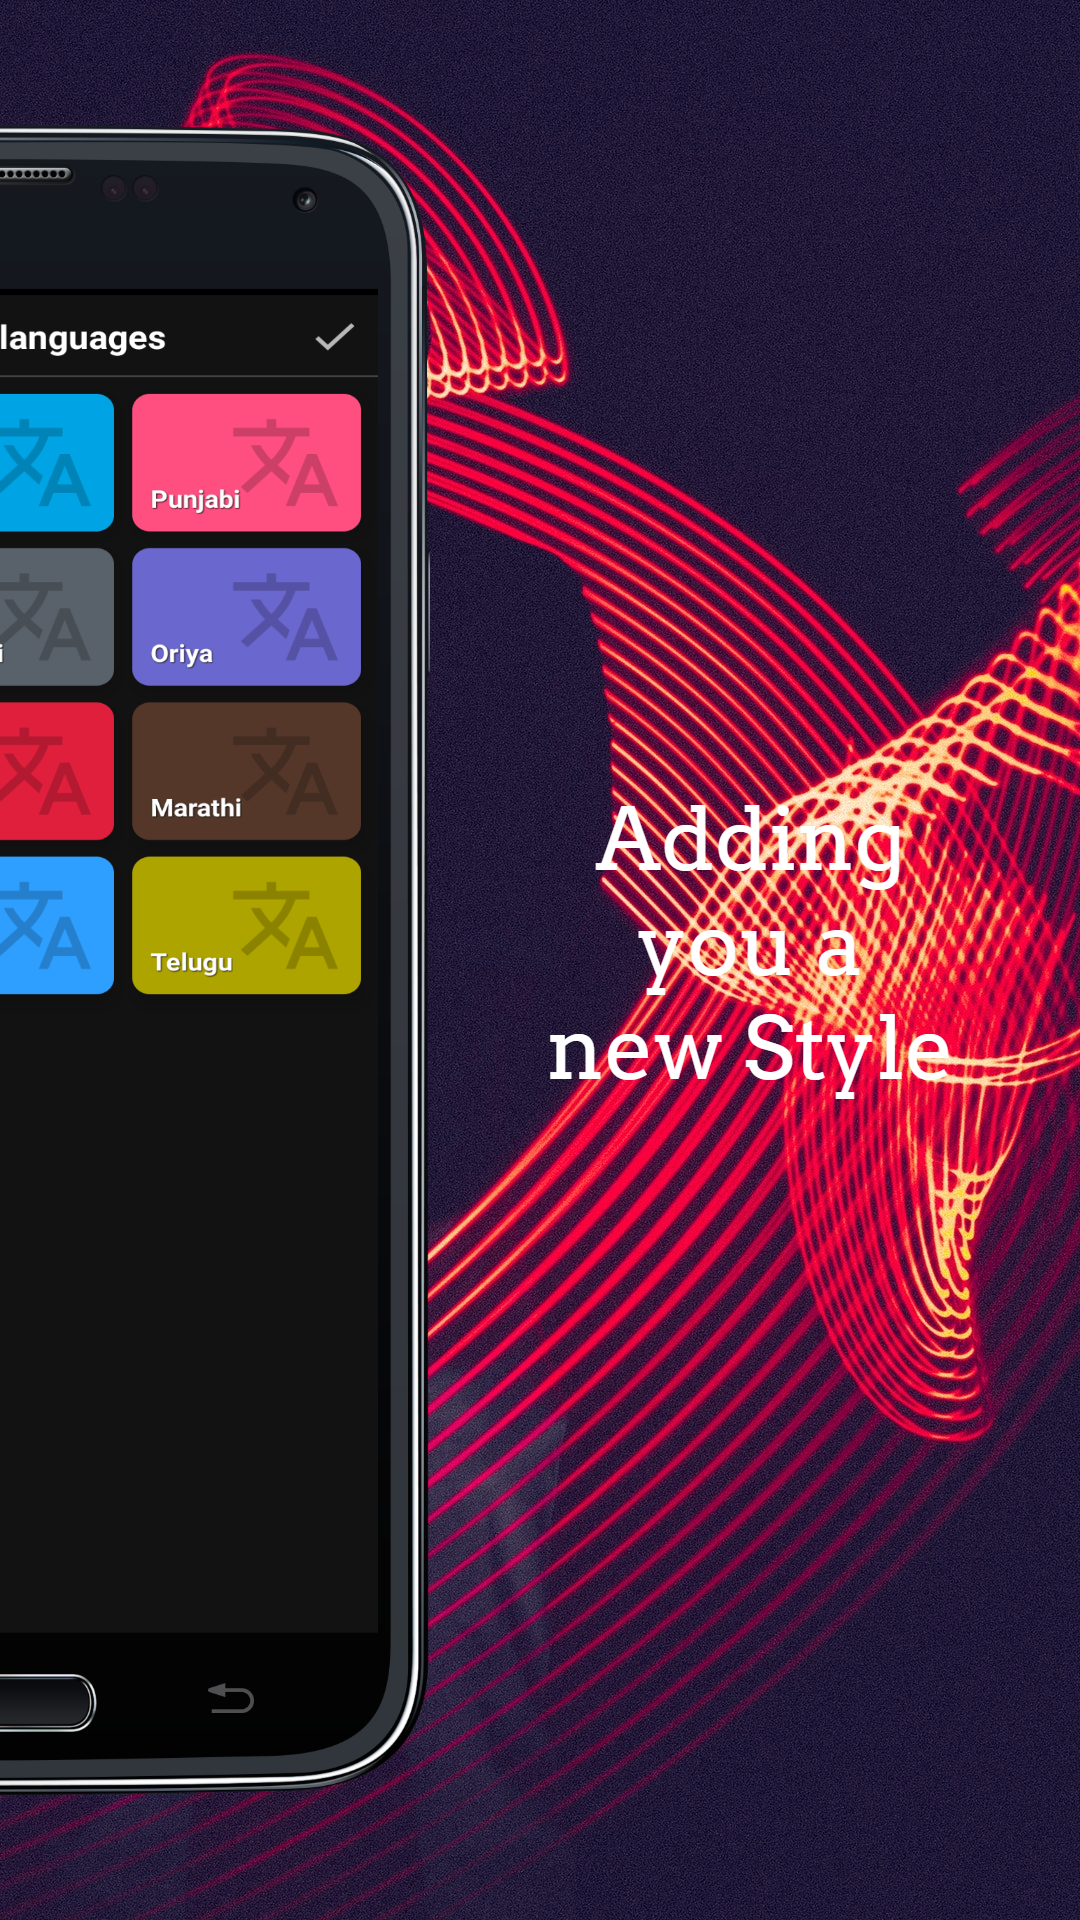 languages
Punjabi
i
Oriya
Marathi
Telugu
Adding
you a
new Style